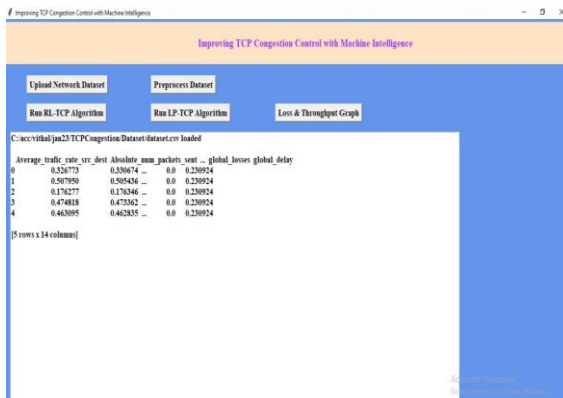 Improving TCP Congestion Control with Machine Intelligence
Improving TCP Congestion Control with Machine Intelligence
Upload Network Dataset
Preprocess Dataset
Run RL-TCP Algorithm
Run LP-TCP Algorithm
Loss & Throughput Graph
C:/acc/vithal/jan23/TCPCongestion/Dataset/dataset.csv loaded
Average_trafic_rate_src_dest Absolute_num_packets_sent ... global_losses global_delay
0 0.326773 0.330674 ... 0.0 0.230924
1 0.507950 0.505436 ... 0.0 0.230924
2 0.176277 0.176346 ... 0.0 0.230924
3 0.474818 0.473362 ... 0.0 0.230924
4 0.463095 0.462835 ... 0.0 0.230924
[5 rows x 14 columns]
Activate Windows